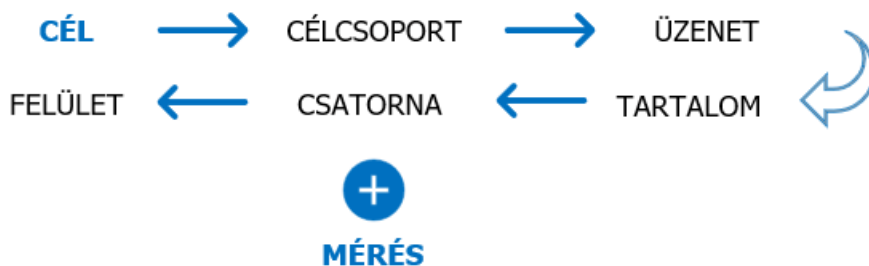 CÉL CÉLCSOPORT ÜZENET
FELÜLET CSATORNA TARTALOM
MÉRÉS